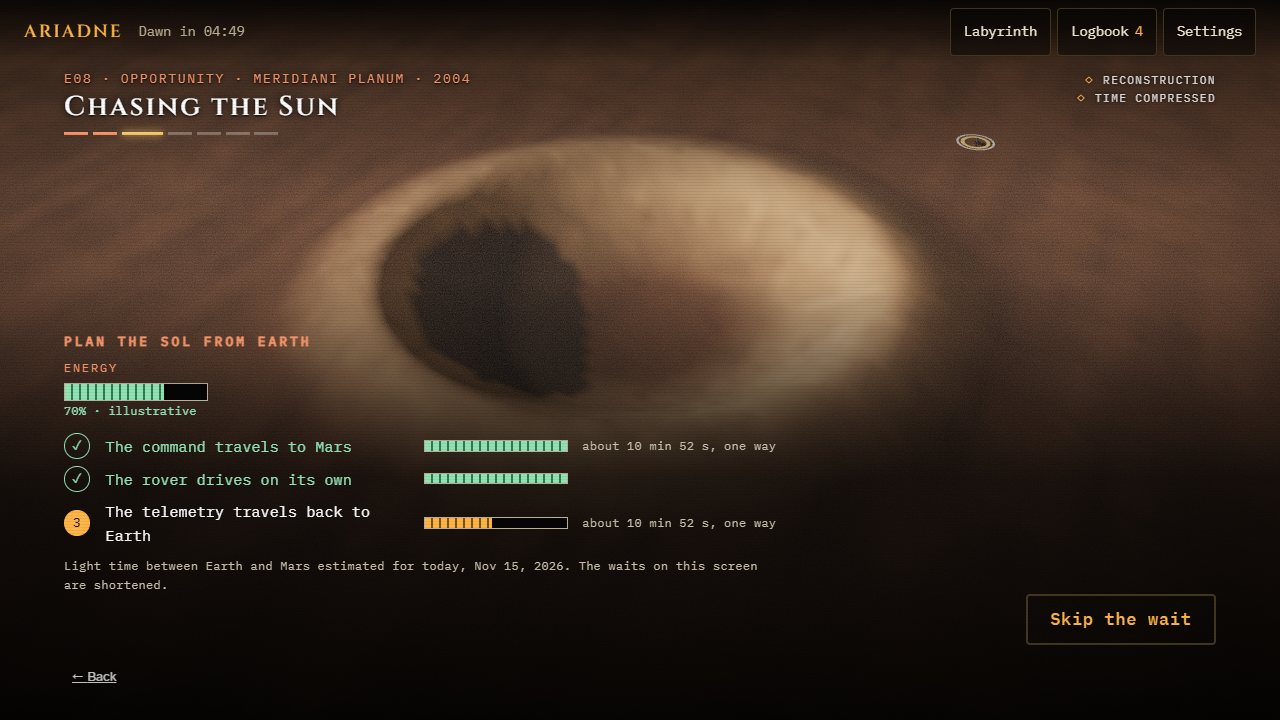 ARIADNE Dawn in 04:49 Labyrinth Logbook 4 Settings
E08 · OPPORTUNITY · MERIDIANI PLANUM · 2004
Chasing the Sun
◇ RECONSTRUCTION
◇ TIME COMPRESSED
PLAN THE SOL FROM EARTH
ENERGY
70% · illustrative
✓ The command travels to Mars about 10 min 52 s, one way
✓ The rover drives on its own
3 The telemetry travels back to
Earth
about 10 min 52 s, one way
Light time between Earth and Mars estimated for today, Nov 15, 2026. The waits on this screen
are shortened.
Skip the wait
← Back